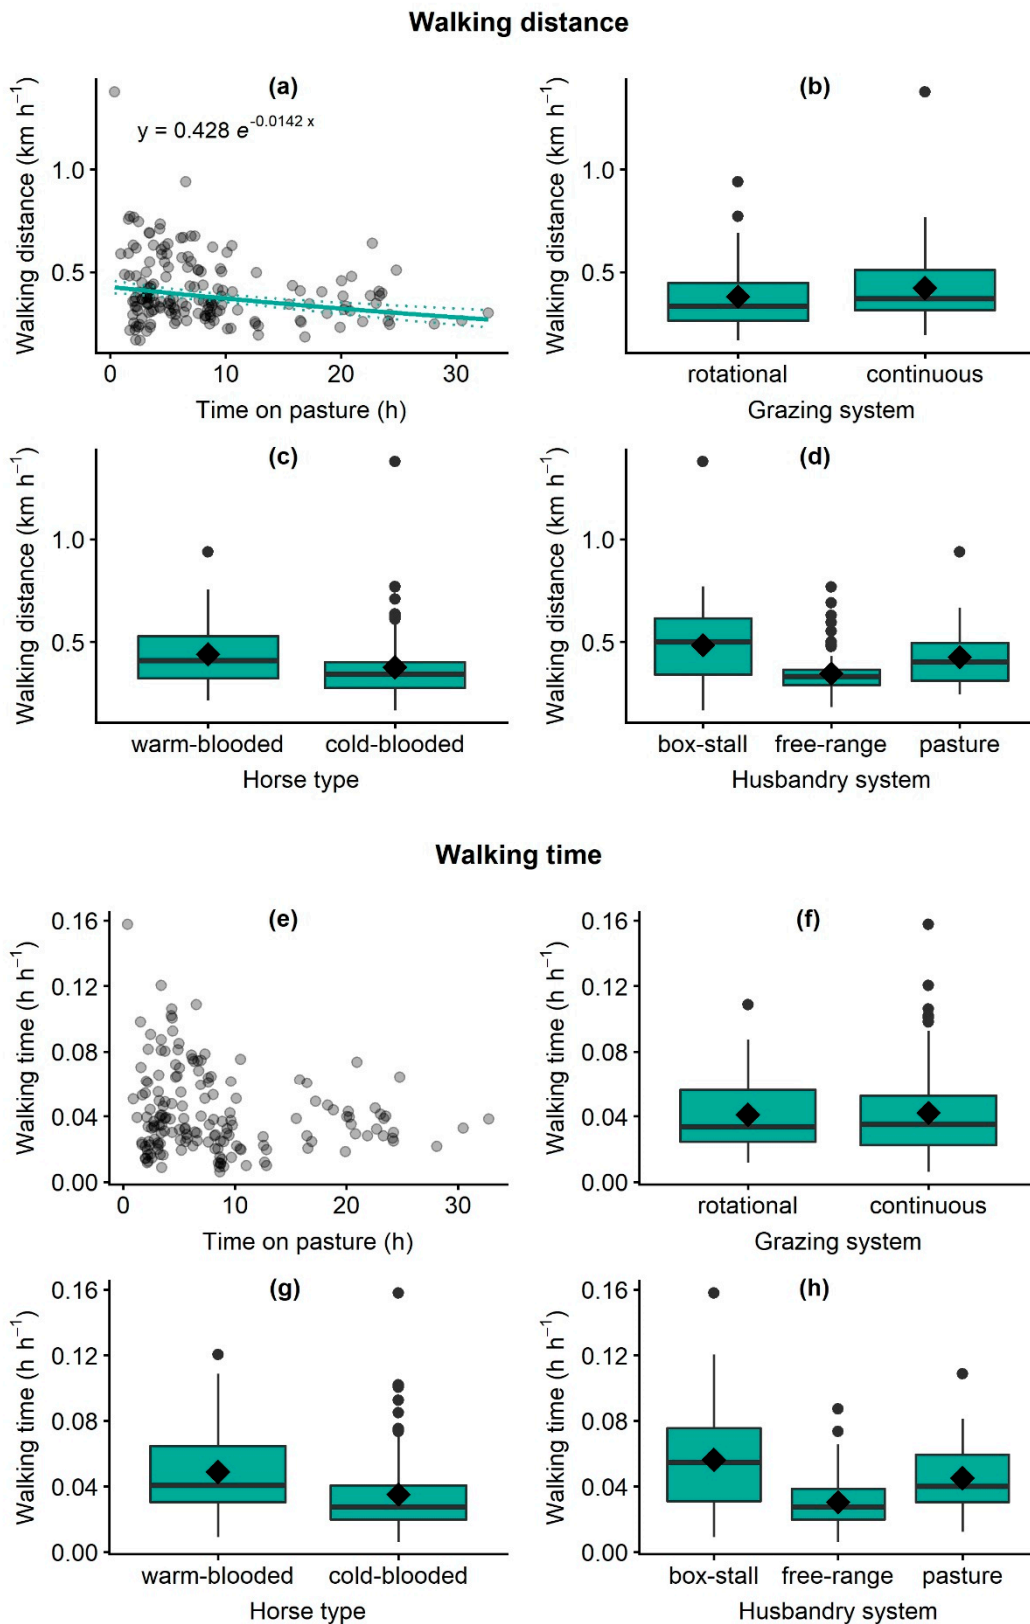 Walking distance
(a)
y = 0.428 e^{-0.0142 x}
Walking distance (km h⁻¹)
1.0
0.5
0 10 20 30
Time on pasture (h)
(b)
Walking distance (km h⁻¹)
1.0
0.5
rotational continuous
Grazing system
(c)
Walking distance (km h⁻¹)
1.0
0.5
warm-blooded cold-blooded
Horse type
(d)
Walking distance (km h⁻¹)
1.0
0.5
box-stall free-range pasture
Husbandry system
Walking time
(e)
Walking time (h h⁻¹)
0.16
0.12
0.08
0.04
0.00
0 10 20 30
Time on pasture (h)
(f)
Walking time (h h⁻¹)
0.16
0.12
0.08
0.04
0.00
rotational continuous
Grazing system
(g)
Walking time (h h⁻¹)
0.16
0.12
0.08
0.04
0.00
warm-blooded cold-blooded
Horse type
(h)
Walking time (h h⁻¹)
0.16
0.12
0.08
0.04
0.00
box-stall free-range pasture
Husbandry system